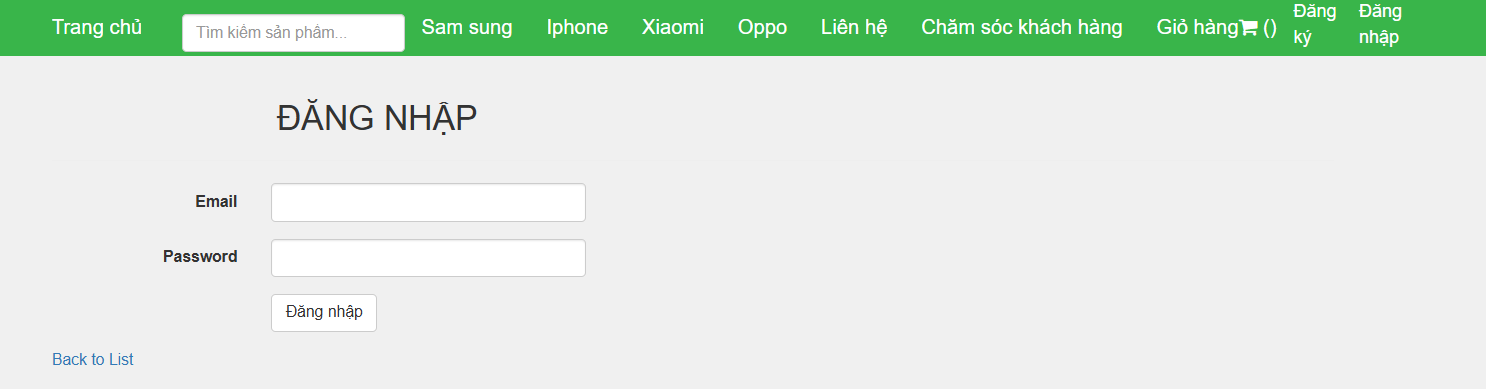 Trang chủ Tìm kiếm sản phẩm... Sam sung Iphone Xiaomi Oppo Liên hệ Chăm sóc khách hàng Giỏ hàng () Đăng ký Đăng nhập
ĐĂNG NHẬP
Email
Password
Đăng nhập
Back to List